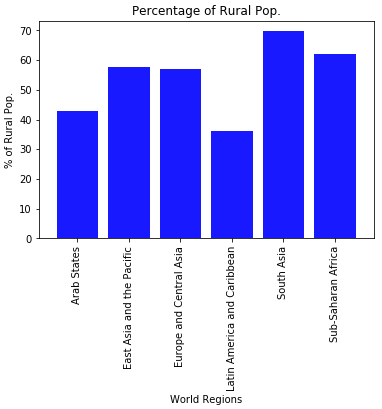 Percentage of Rural Pop.
% of Rural Pop.
70
60
50
40
30
20
10
0
Arab States
East Asia and the Pacific
Europe and Central Asia
Latin America and Caribbean
South Asia
Sub-Saharan Africa
World Regions